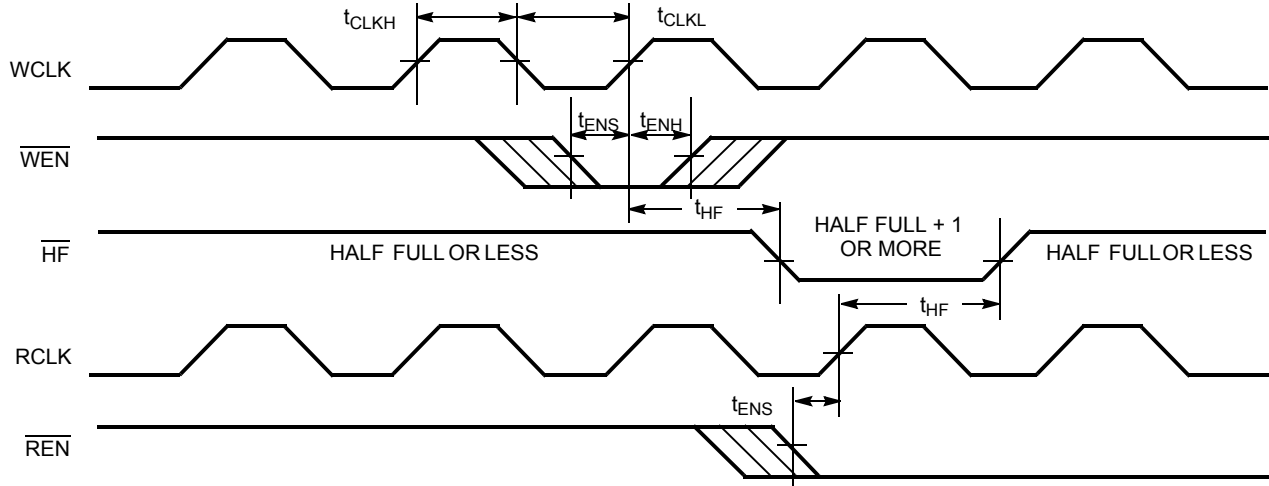 tCLKH
tCLKL
WCLK
tENS
tENH
WEN
tHF
HF
HALF FULL OR LESS
HALF FULL + 1
OR MORE
HALF FULL OR LESS
tHF
RCLK
tENS
REN